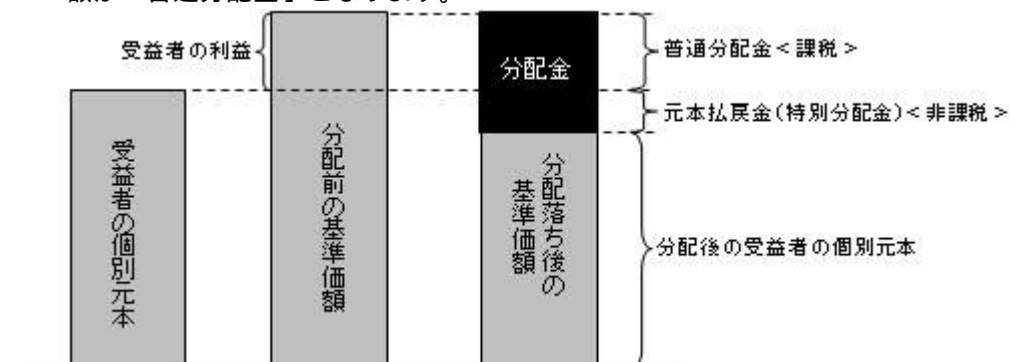 受益者の利益
分配金
普通分配金<課税>
元本払戻金(特別分配金)<非課税>
受益者の個別元本
分配前の基準価額
分配落ち後の
基準価額
分配後の受益者の個別元本